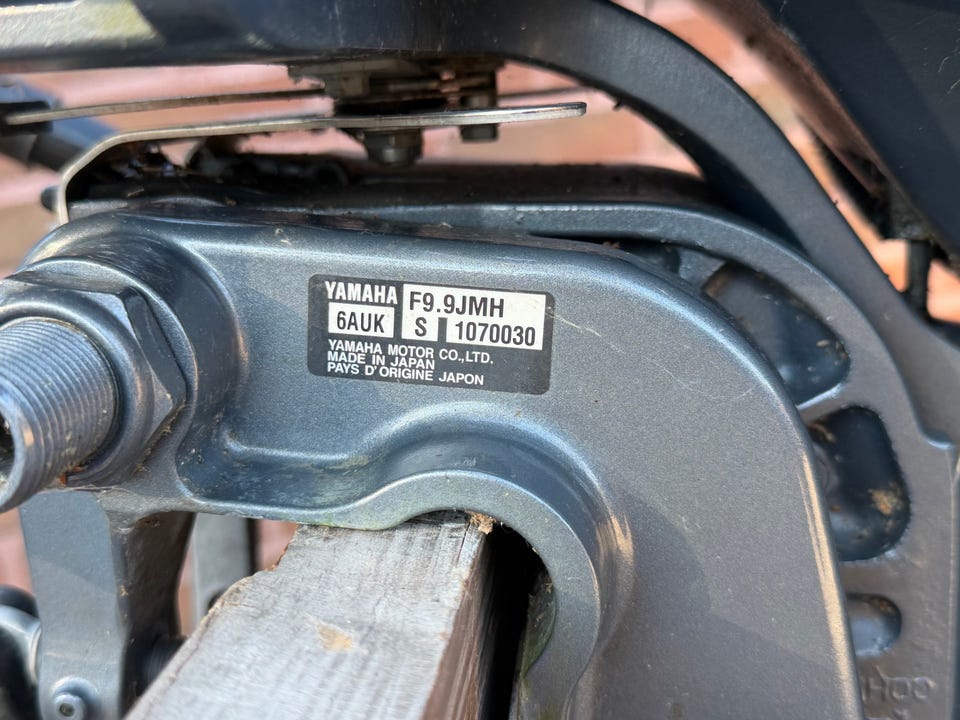 YAMAHA F9.9JMH
6AUK S 1070030
YAMAHA MOTOR CO.,LTD.
MADE IN JAPAN
PAYS D'ORIGINE JAPON